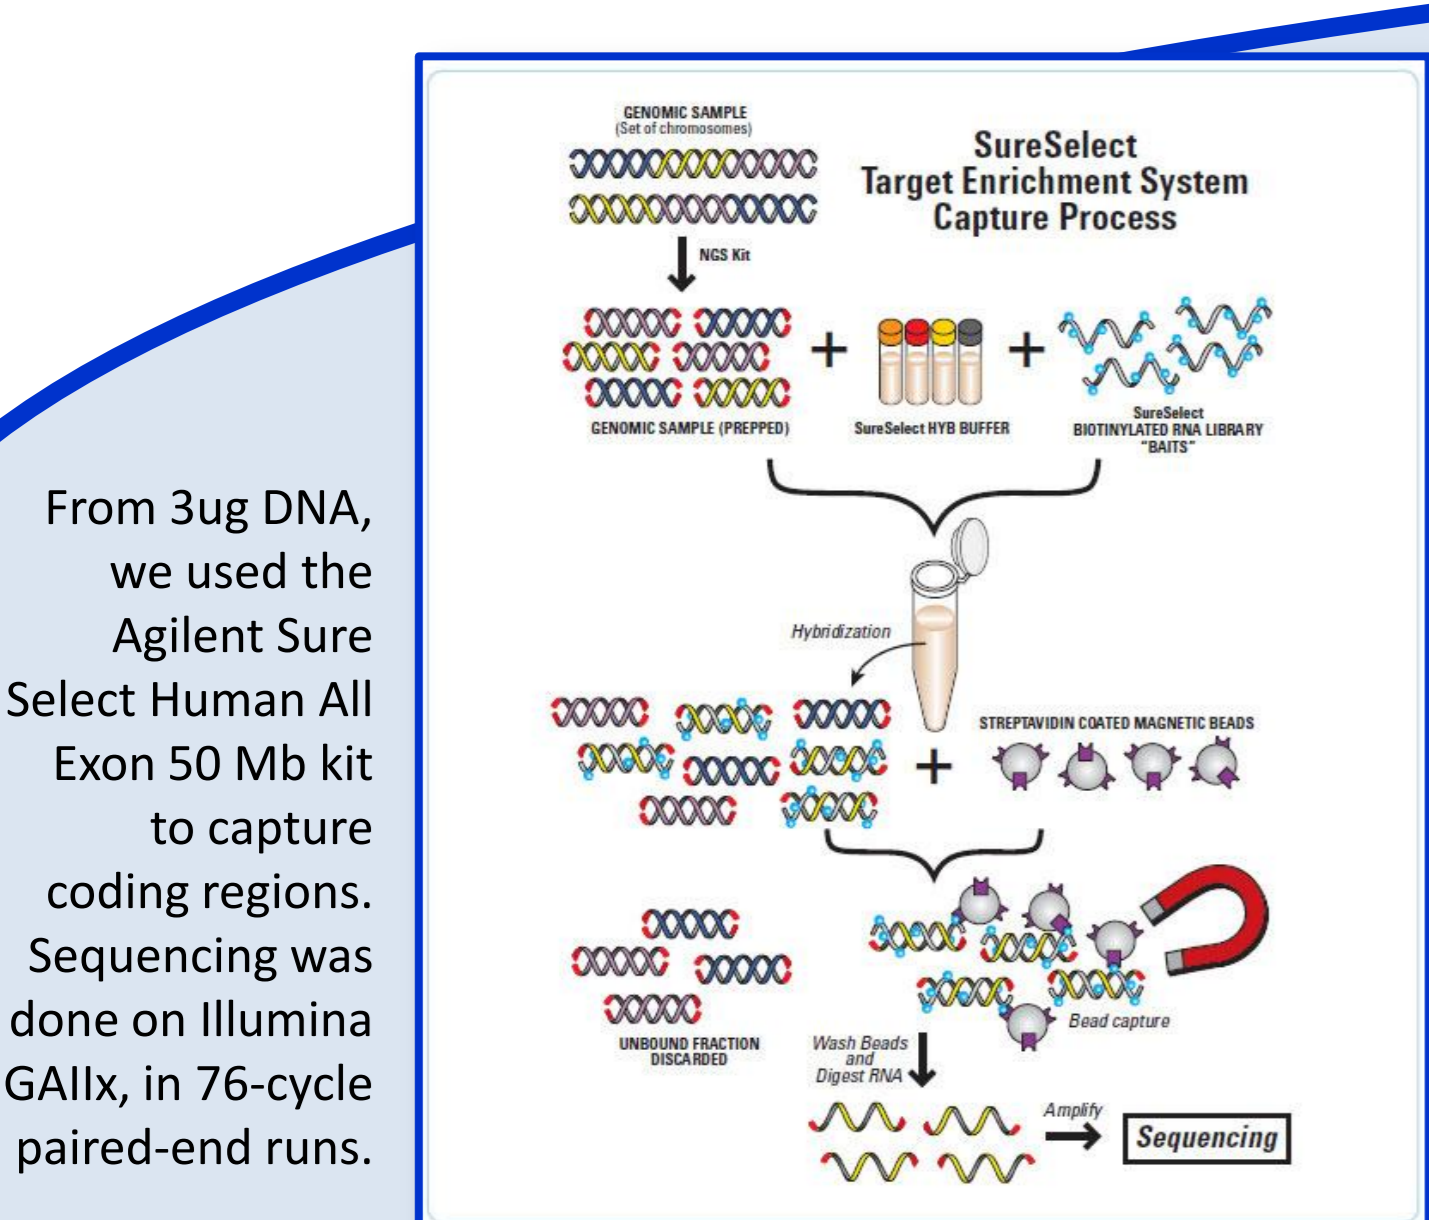 From 3ug DNA,
we used the
Agilent Sure
Select Human All
Exon 50 Mb kit
to capture
coding regions.
Sequencing was
done on Illumina
GAIIx, in 76-cycle
paired-end runs.
GENOMIC SAMPLE
(Set of chromosomes)
SureSelect
Target Enrichment System
Capture Process
NGS Kit
GENOMIC SAMPLE (PREPPED)
SureSelect HYB BUFFER
SureSelect
BIOTINYLATED RNA LIBRARY
"BAITS"
Hybridization
STREPTAVIDIN COATED MAGNETIC BEADS
UNBOUND FRACTION
DISCARDED
Bead capture
Wash Beads
and
Digest RNA
Amplify
Sequencing